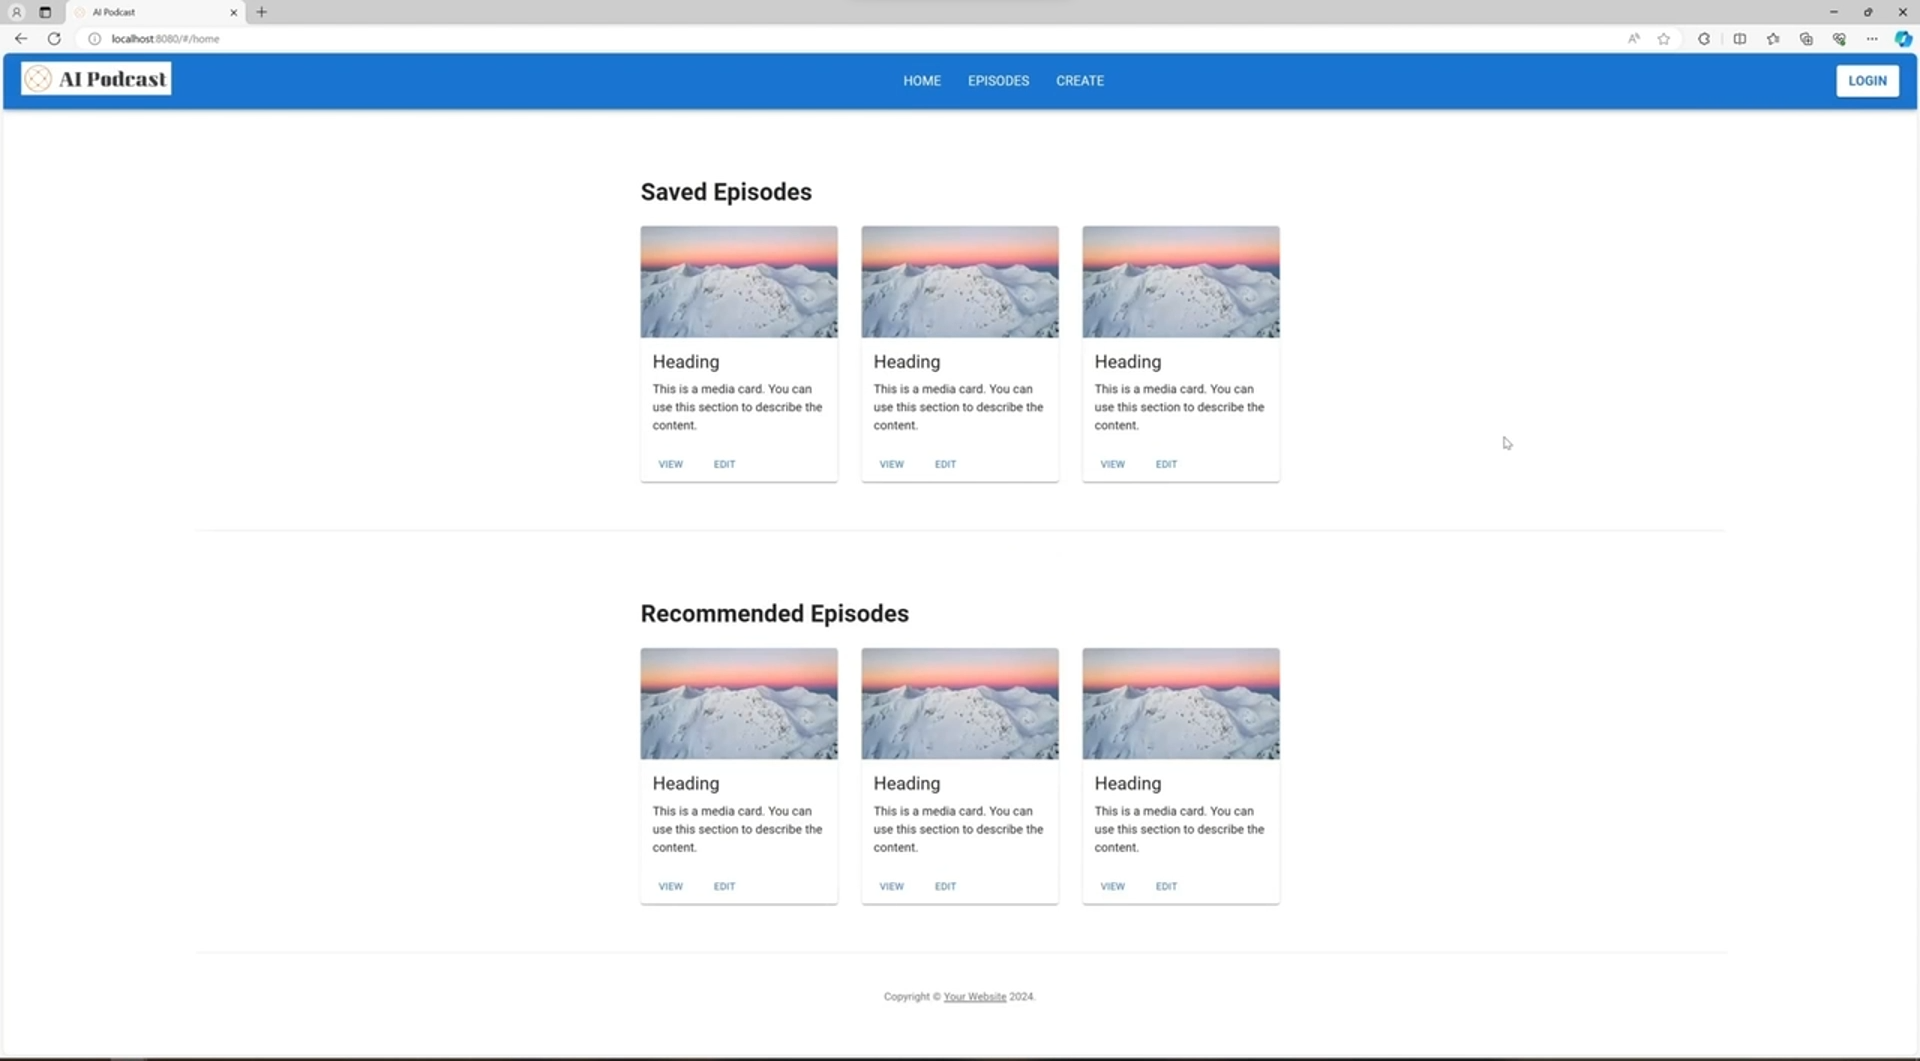 AI Podcast
localhost:8080/#/home
AI Podcast
HOME EPISODES CREATE
LOGIN
Saved Episodes
Heading
This is a media card. You can
use this section to describe the
content.
VIEW EDIT
Heading
This is a media card. You can
use this section to describe the
content.
VIEW EDIT
Heading
This is a media card. You can
use this section to describe the
content.
VIEW EDIT
Recommended Episodes
Heading
This is a media card. You can
use this section to describe the
content.
VIEW EDIT
Heading
This is a media card. You can
use this section to describe the
content.
VIEW EDIT
Heading
This is a media card. You can
use this section to describe the
content.
VIEW EDIT
Copyright © Your Website 2024.